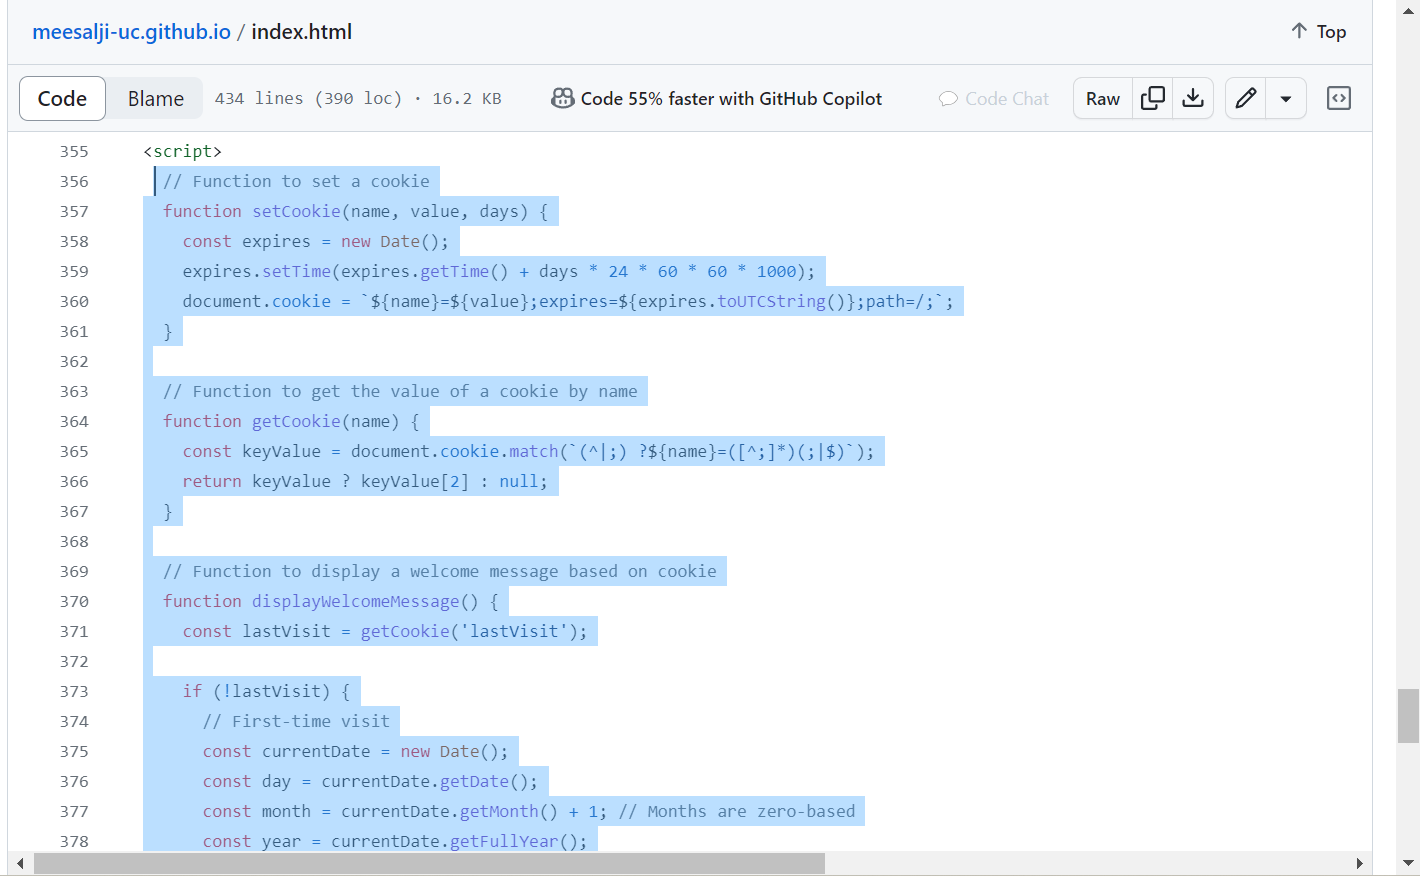 meesalji-uc.github.io / index.html
Top
Code Blame 434 lines (390 loc) · 16.2 KB Code 55% faster with GitHub Copilot Code Chat Raw
355 <script>
356 // Function to set a cookie
357 function setCookie(name, value, days) {
358 const expires = new Date();
359 expires.setTime(expires.getTime() + days * 24 * 60 * 60 * 1000);
360 document.cookie = `${name}=${value};expires=${expires.toUTCString()};path=/;`;
361 }
362
363 // Function to get the value of a cookie by name
364 function getCookie(name) {
365 const keyValue = document.cookie.match(`(^|;) ?${name}=([^;]*)(;|$)`);
366 return keyValue ? keyValue[2] : null;
367 }
368
369 // Function to display a welcome message based on cookie
370 function displayWelcomeMessage() {
371 const lastVisit = getCookie('lastVisit');
372
373 if (!lastVisit) {
374 // First-time visit
375 const currentDate = new Date();
376 const day = currentDate.getDate();
377 const month = currentDate.getMonth() + 1; // Months are zero-based
378 const year = currentDate.getFullYear();